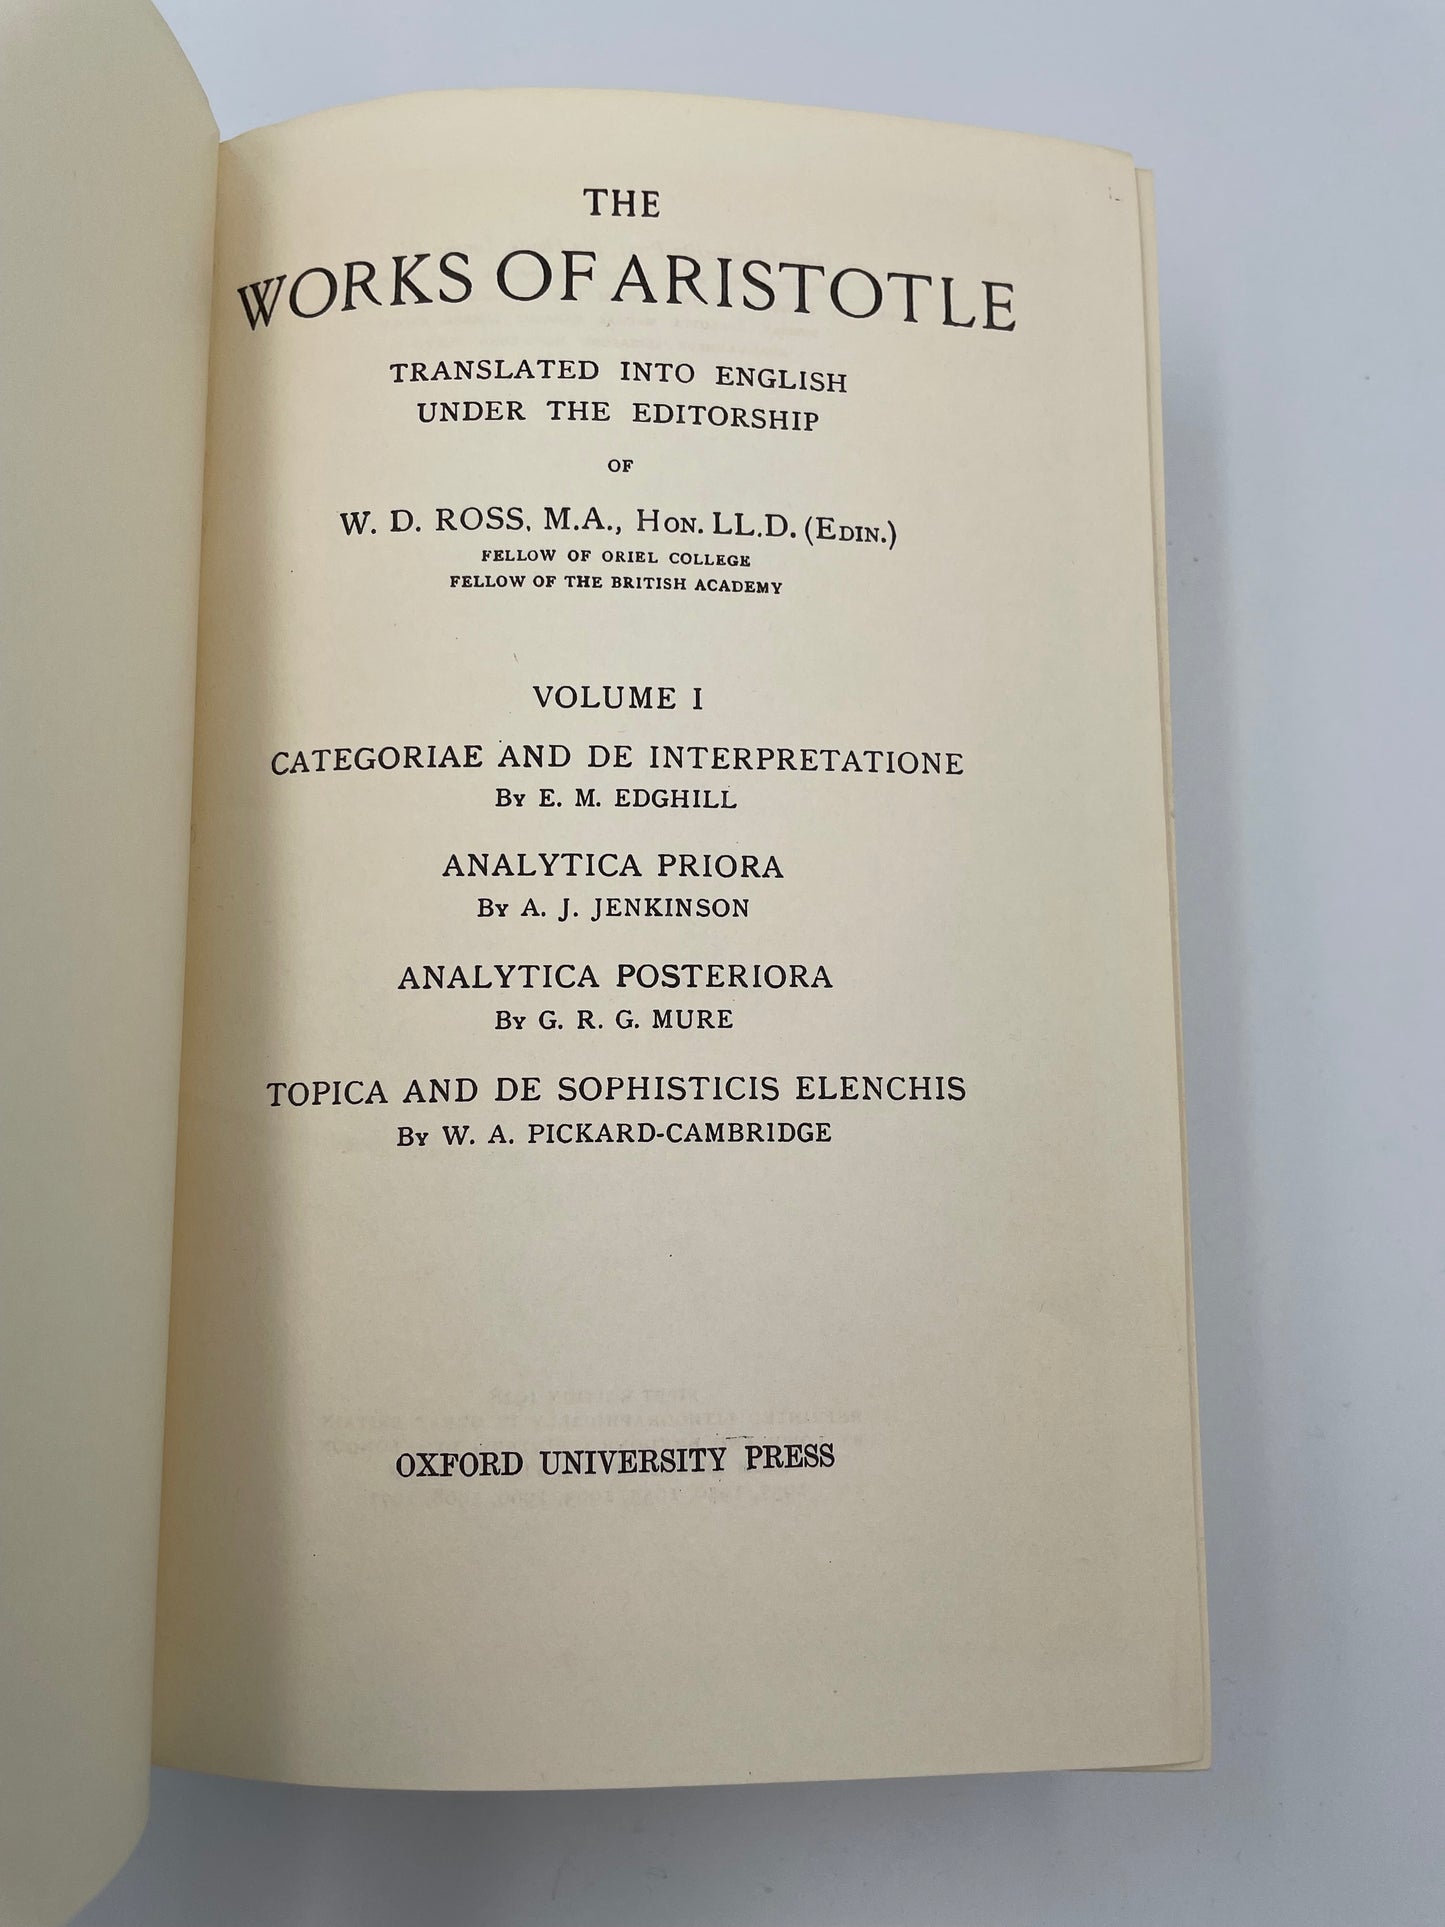 THE
WORKS OF ARISTOTLE
TRANSLATED INTO ENGLISH
UNDER THE EDITORSHIP
OF
W. D. ROSS, M.A., HON. LL.D. (EDIN.)
FELLOW OF ORIEL COLLEGE
FELLOW OF THE BRITISH ACADEMY
VOLUME I
CATEGORIAE AND DE INTERPRETATIONE
BY E. M. EDGHILL
ANALYTICA PRIORA
BY A. J. JENKINSON
ANALYTICA POSTERIORA
BY G. R. G. MURE
TOPICA AND DE SOPHISTICIS ELENCHIS
BY W. A. PICKARD-CAMBRIDGE
OXFORD UNIVERSITY PRESS